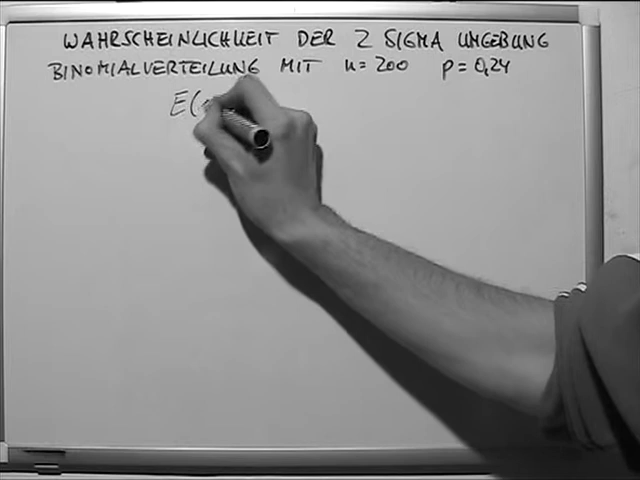 WAHRSCHEINLICHKEIT DER 2 SIGMA UMGEBUNG
BINOMIALVERTEILUNG MIT n=200 p=0,24
E(